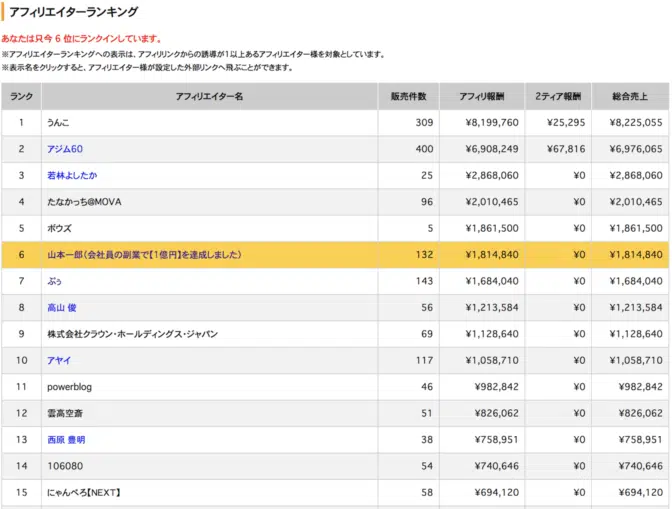 アフィリエイターランキング
あなたは只今 6 位にランクインしています。
※アフィリエイターランキングへの表示は、アフィリリンクからの誘導が1以上あるアフィリエイター様を対象としています。
※表示名をクリックすると、アフィリエイター様が設定した外部リンクへ飛ぶことができます。
ランク アフィリエイター名 販売件数 アフィリ報酬 2ティア報酬 総合売上
1 うんこ 309 ¥8,199,760 ¥25,295 ¥8,225,055
2 アジム60 400 ¥6,908,249 ¥67,816 ¥6,976,065
3 若林よしたか 25 ¥2,868,060 ¥0 ¥2,868,060
4 たなかっち@MOVA 96 ¥2,010,465 ¥0 ¥2,010,465
5 ボウズ 5 ¥1,861,500 ¥0 ¥1,861,500
6 山本一郎(会社員の副業で【1億円】を達成しました) 132 ¥1,814,840 ¥0 ¥1,814,840
7 ぷぅ 143 ¥1,684,040 ¥0 ¥1,684,040
8 高山 俊 56 ¥1,213,584 ¥0 ¥1,213,584
9 株式会社クラウン・ホールディングス・ジャパン 69 ¥1,128,640 ¥0 ¥1,128,640
10 アヤイ 117 ¥1,058,710 ¥0 ¥1,058,710
11 powerblog 46 ¥982,842 ¥0 ¥982,842
12 雲高空斎 51 ¥826,062 ¥0 ¥826,062
13 西原 豊明 38 ¥758,951 ¥0 ¥758,951
14 106080 54 ¥740,646 ¥0 ¥740,646
15 にゃんぺろ【NEXT】 58 ¥694,120 ¥0 ¥694,120